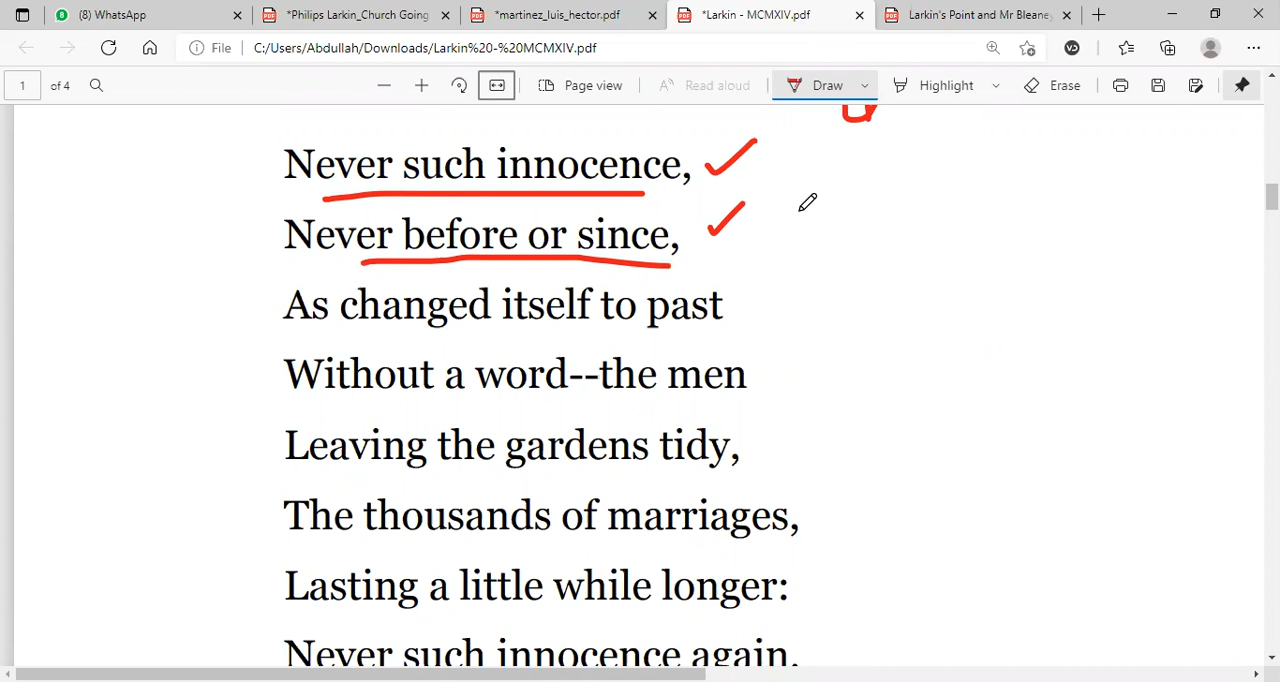 (8) WhatsApp
*Philips Larkin_Church Going
*martinez_luis_hector.pdf
*Larkin - MCMXIV.pdf
Larkin's Point and Mr Bleaney
File
C:/Users/Abdullah/Downloads/Larkin%20-%20MCMXIV.pdf
1 of 4
Page view
Read aloud
Draw
Highlight
Erase
Never such innocence,
Never before or since,
As changed itself to past
Without a word--the men
Leaving the gardens tidy,
The thousands of marriages,
Lasting a little while longer:
Never such innocence again.